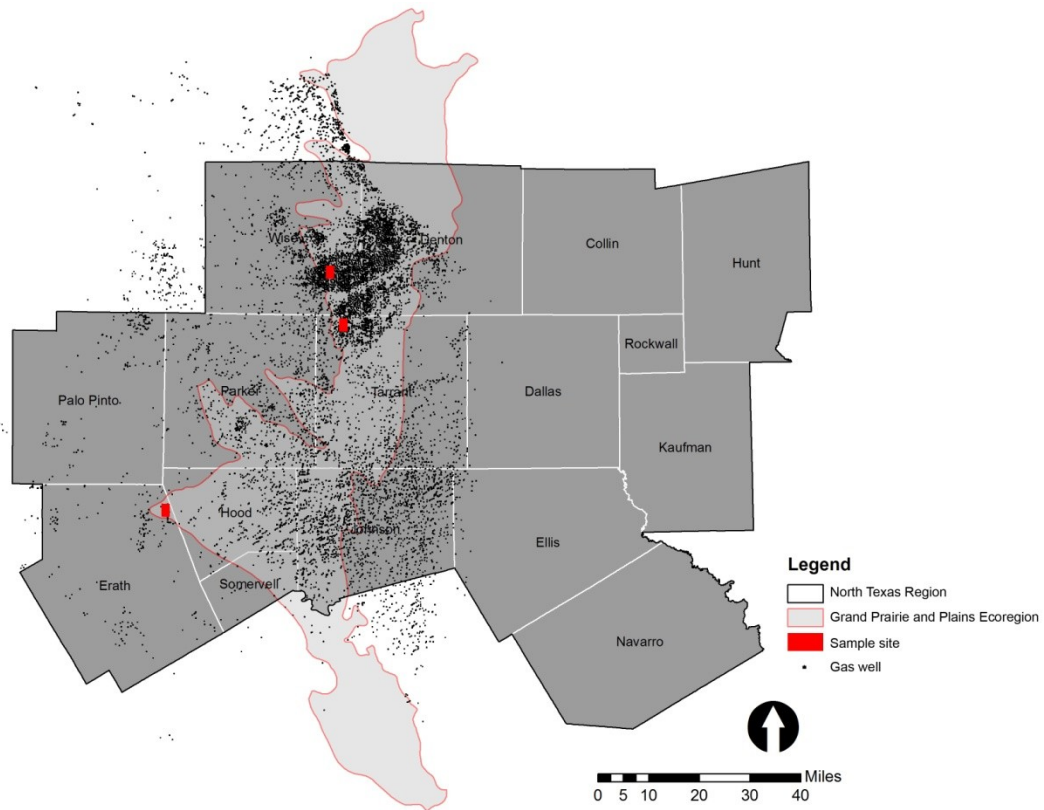 Wise
Denton
Collin
Hunt
Rockwall
Palo Pinto
Parker
Tarrant
Dallas
Kaufman
Hood
Johnson
Ellis
Erath
Somervell
Navarro
Legend
North Texas Region
Grand Prairie and Plains Ecoregion
Sample site
Gas well
Miles
0 5 10 20 30 40